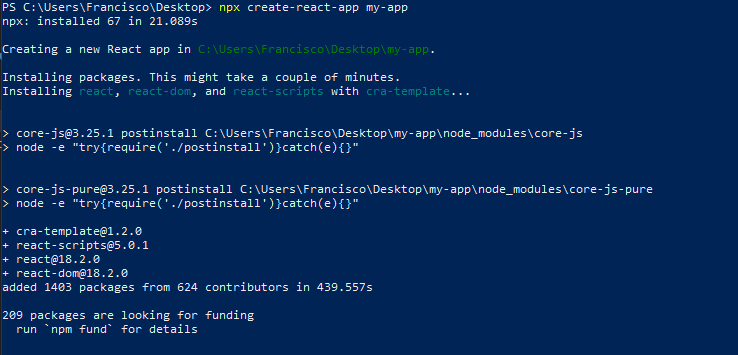 PS C:\Users\Francisco\Desktop> npx create-react-app my-app
npx: installed 67 in 21.089s
Creating a new React app in C:\Users\Francisco\Desktop\my-app.
Installing packages. This might take a couple of minutes.
Installing react, react-dom, and react-scripts with cra-template...
> core-js@3.25.1 postinstall C:\Users\Francisco\Desktop\my-app\node_modules\core-js
> node -e "try{require('./postinstall')}catch(e){}"
> core-js-pure@3.25.1 postinstall C:\Users\Francisco\Desktop\my-app\node_modules\core-js-pure
> node -e "try{require('./postinstall')}catch(e){}"
+ cra-template@1.2.0
+ react-scripts@5.0.1
+ react@18.2.0
+ react-dom@18.2.0
added 1403 packages from 624 contributors in 439.557s
209 packages are looking for funding
  run `npm fund` for details